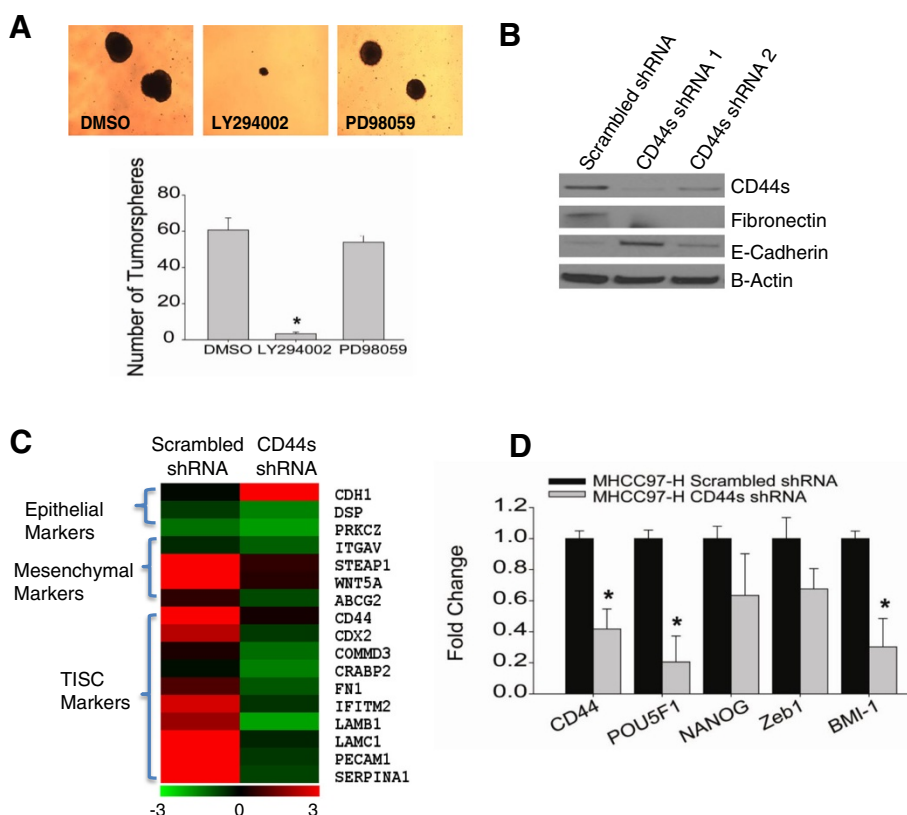 A
DMSO
LY294002
PD98059
Number of Tumorspheres
80
60
40
20
0
DMSO
LY294002
PD98059
*
B
Scrambled shRNA
CD44s shRNA 1
CD44s shRNA 2
CD44s
Fibronectin
E-Cadherin
B-Actin
C
Scrambled
shRNA
CD44s
shRNA
Epithelial
Markers
Mesenchymal
Markers
TISC
Markers
CDH1
DSP
PRKCZ
ITGAV
STEAP1
WNT5A
ABCG2
CD44
CDX2
COMMD3
CRABP2
FN1
IFITM2
LAMB1
LAMC1
PECAM1
SERPINA1
-3
0
3
D
MHCC97-H Scrambled shRNA
MHCC97-H CD44s shRNA
Fold Change
1.2
1.0
0.8
0.6
0.4
0.2
0.0
*
*
*
CD44
POU5F1
NANOG
Zeb1
BMI-1